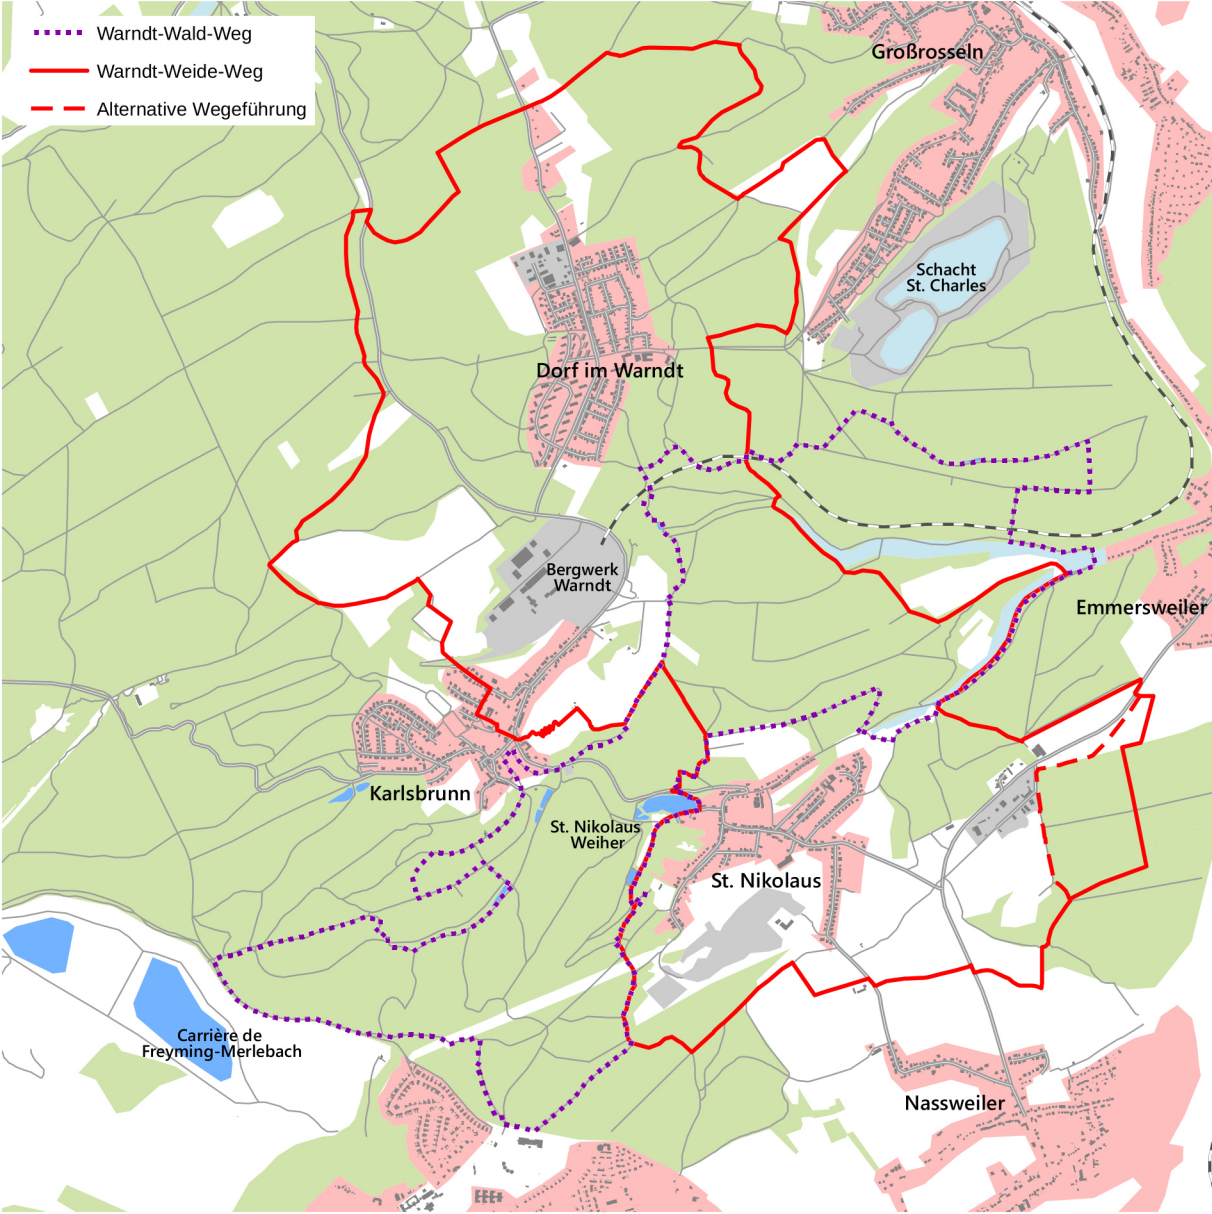 Warndt-Wald-Weg
Warndt-Weide-Weg
Alternative Wegeführung
Großrosseln
Schacht
St. Charles
Dorf im Warndt
Bergwerk
Warndt
Emmersweiler
Karlsbrunn
St. Nikolaus
Weiher
St. Nikolaus
Carrière de
Freyming-Merlebach
Nassweiler